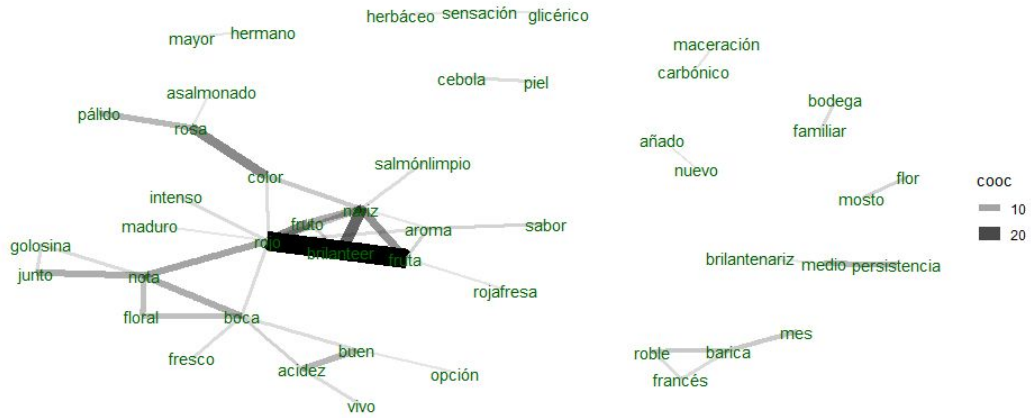 herbáceo sensación glicérico
mayor hermano
maceración
carbónico
cebola piel
asalmonado
pálido
rosa
bodega
familiar
añado
nuevo
salmónlimpio
color
flor
mosto
cooc
10
20
intenso
nariz
fruto
maduro
aroma
sabor
rojo
golosina
brilanteer
fruta
junto
nota
brilantenariz
medio persistencia
rojafresa
floral
boca
mes
fresco
buen
roble
barica
acidez
opción
francés
vivo